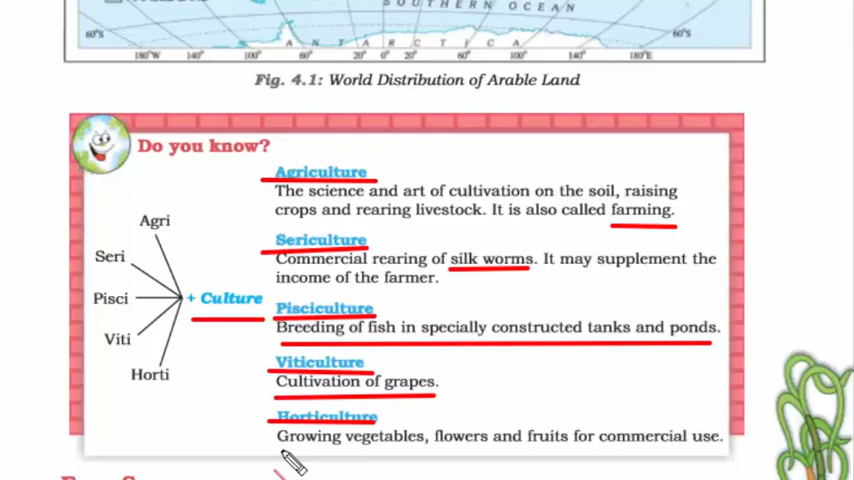 SOUTHERN OCEAN
60°S
60°S
ANTARCTICA
180°W 140° 100° 60° 20° 0° 20° 60° 100° 140° 180°E
Fig. 4.1: World Distribution of Arable Land
Do you know?
Agriculture
The science and art of cultivation on the soil, raising
crops and rearing livestock. It is also called farming.
Sericulture
Commercial rearing of silk worms. It may supplement the
income of the farmer.
Pisciculture
Breeding of fish in specially constructed tanks and ponds.
Viticulture
Cultivation of grapes.
Horticulture
Growing vegetables, flowers and fruits for commercial use.
Agri
Seri
Pisci
Viti
Horti
+ Culture